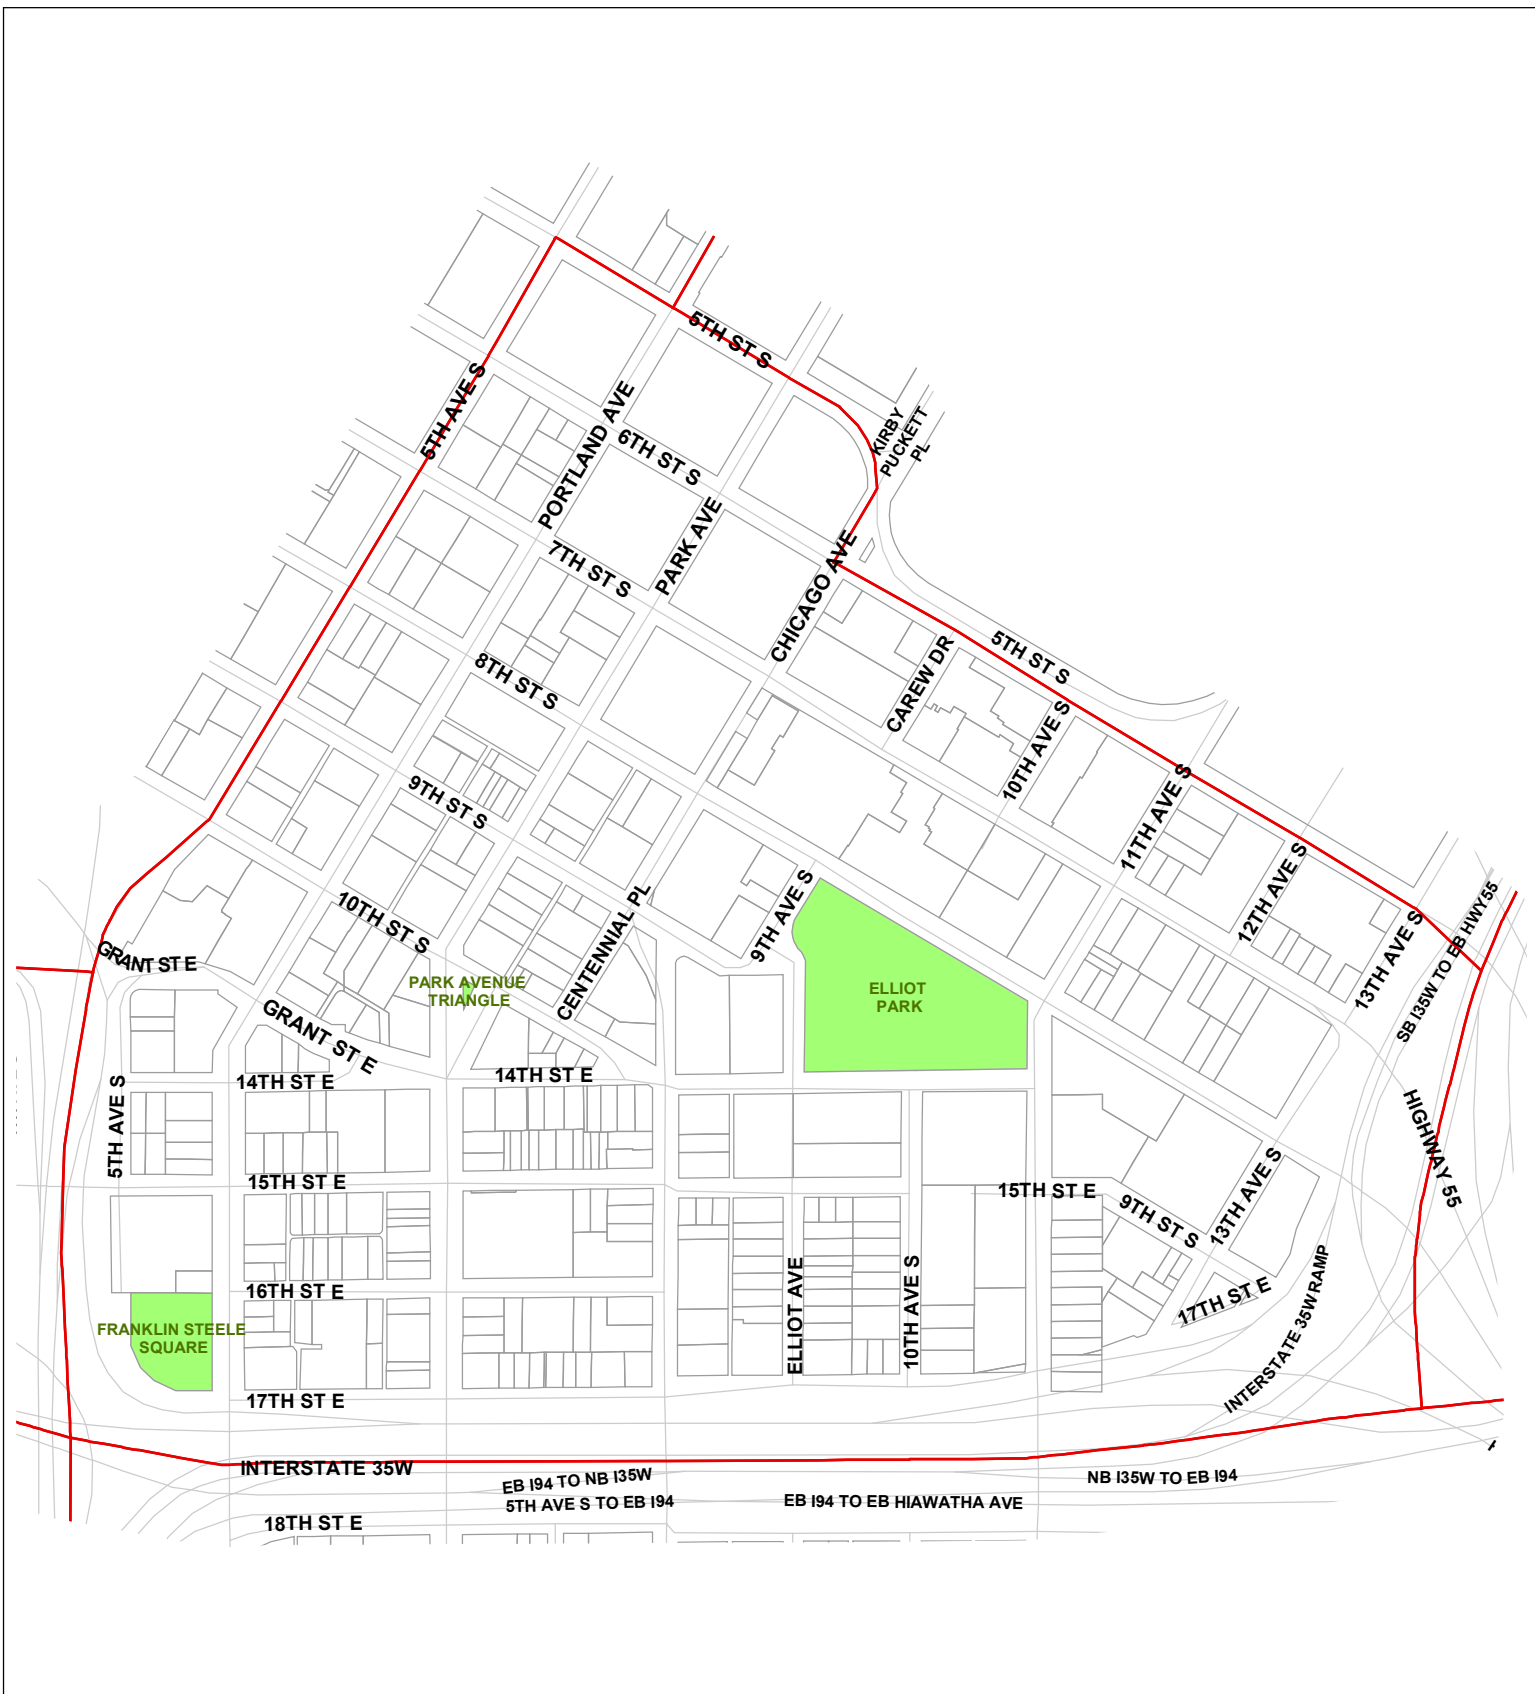 5TH ST S
5TH AVE S
PORTLAND AVE
KIRBY
PUCKETT
PL
6TH ST S
PARK AVE
7TH ST S
CHICAGO AVE
5TH ST S
CAREW DR
8TH ST S
10TH AVE S
9TH ST S
11TH AVE S
12TH AVE S
10TH ST S
CENTENNIAL PL
9TH AVE S
13TH AVE S
SB I35W TO EB HWY55
GRANT ST E
PARK AVENUE
TRIANGLE
ELLIOT
PARK
GRANT ST E
14TH ST E
14TH ST E
5TH AVE S
HIGHWAY 55
15TH ST E
15TH ST E
9TH ST S
13TH AVE S
16TH ST E
ELLIOT AVE
10TH AVE S
17TH ST E
INTERSTATE 35W RAMP
FRANKLIN STEELE
SQUARE
17TH ST E
INTERSTATE 35W
EB I94 TO NB I35W
NB I35W TO EB I94
5TH AVE S TO EB I94
EB I94 TO EB HIAWATHA AVE
18TH ST E